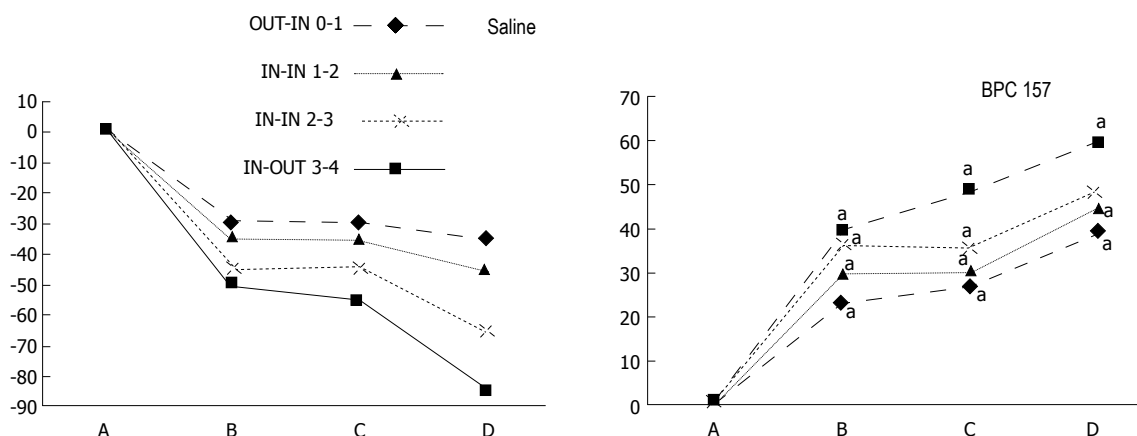 OUT-IN 0-1
Saline
IN-IN 1-2
IN-IN 2-3
IN-OUT 3-4
10
0
-10
-20
-30
-40
-50
-60
-70
-80
-90
A B C D
BPC 157
70
60
50
40
30
20
10
0
a
a
a
a
a
a
a
a
a
a
a
A B C D